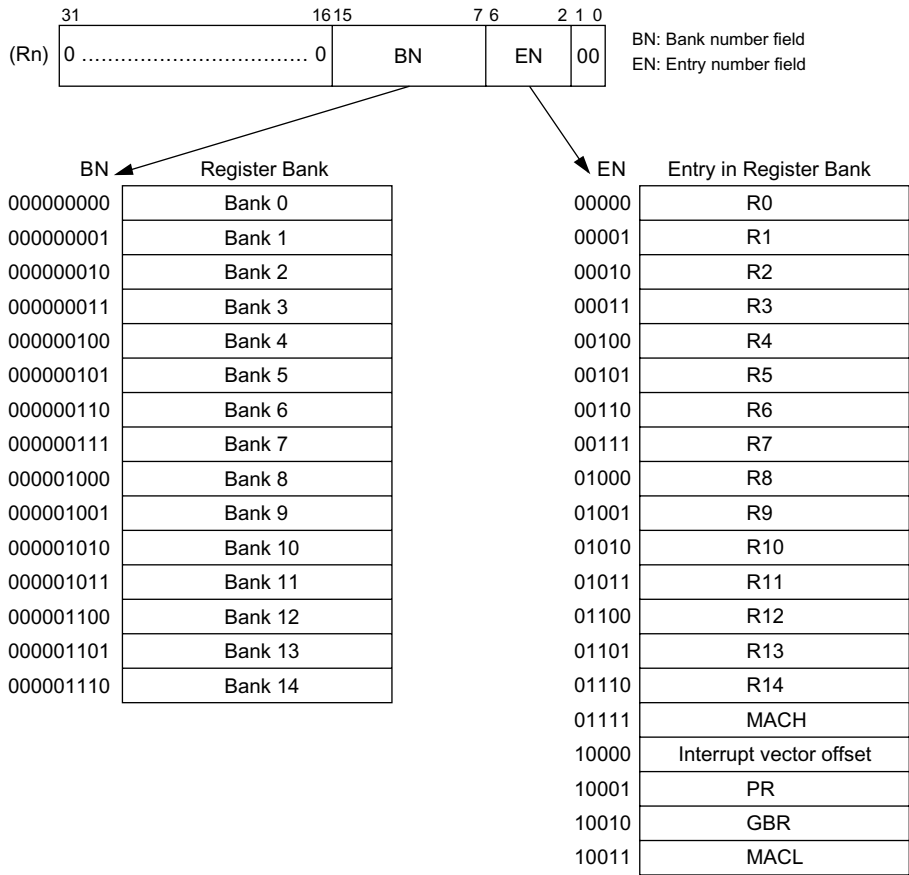 31 16 15 7 6 2 1 0
(Rn) 0 .................................. 0 BN EN 00
BN: Bank number field
EN: Entry number field
BN Register Bank
000000000 Bank 0
000000001 Bank 1
000000010 Bank 2
000000011 Bank 3
000000100 Bank 4
000000101 Bank 5
000000110 Bank 6
000000111 Bank 7
000001000 Bank 8
000001001 Bank 9
000001010 Bank 10
000001011 Bank 11
000001100 Bank 12
000001101 Bank 13
000001110 Bank 14
EN Entry in Register Bank
00000 R0
00001 R1
00010 R2
00011 R3
00100 R4
00101 R5
00110 R6
00111 R7
01000 R8
01001 R9
01010 R10
01011 R11
01100 R12
01101 R13
01110 R14
01111 MACH
10000 Interrupt vector offset
10001 PR
10010 GBR
10011 MACL